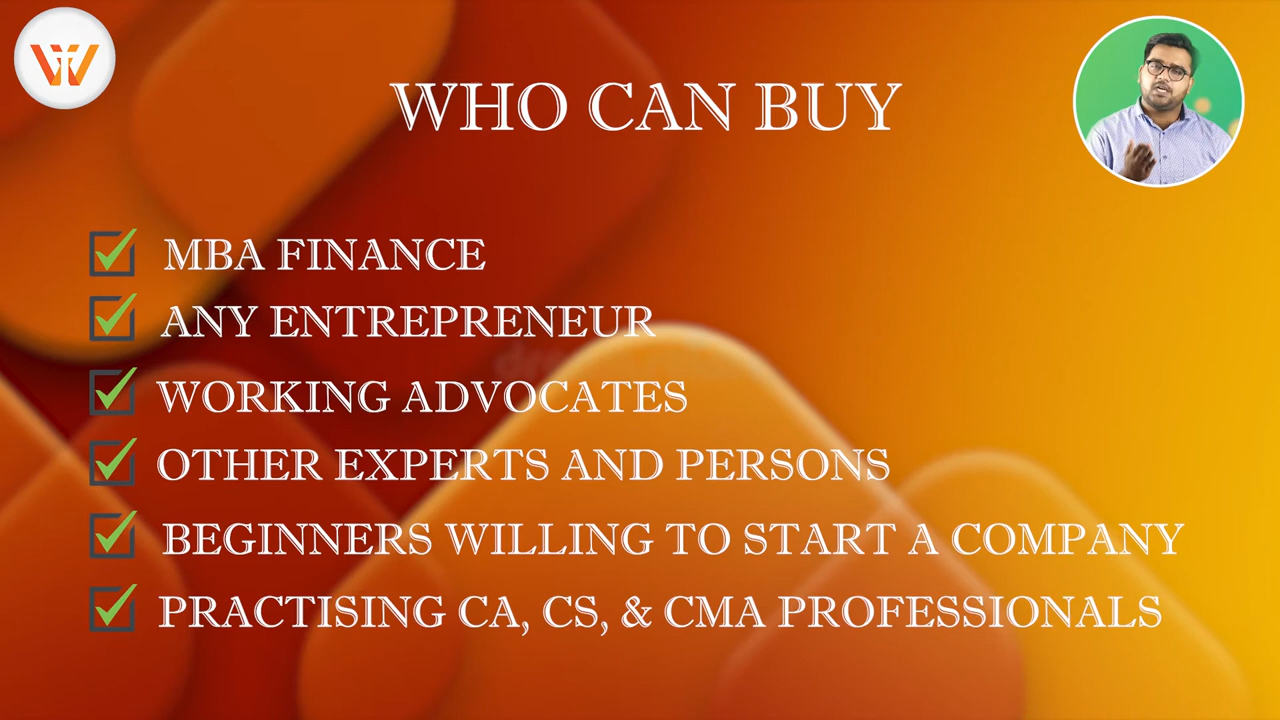 WHO CAN BUY
MBA FINANCE
ANY ENTREPRENEUR
WORKING ADVOCATES
OTHER EXPERTS AND PERSONS
BEGINNERS WILLING TO START A COMPANY
PRACTISING CA, CS, & CMA PROFESSIONALS